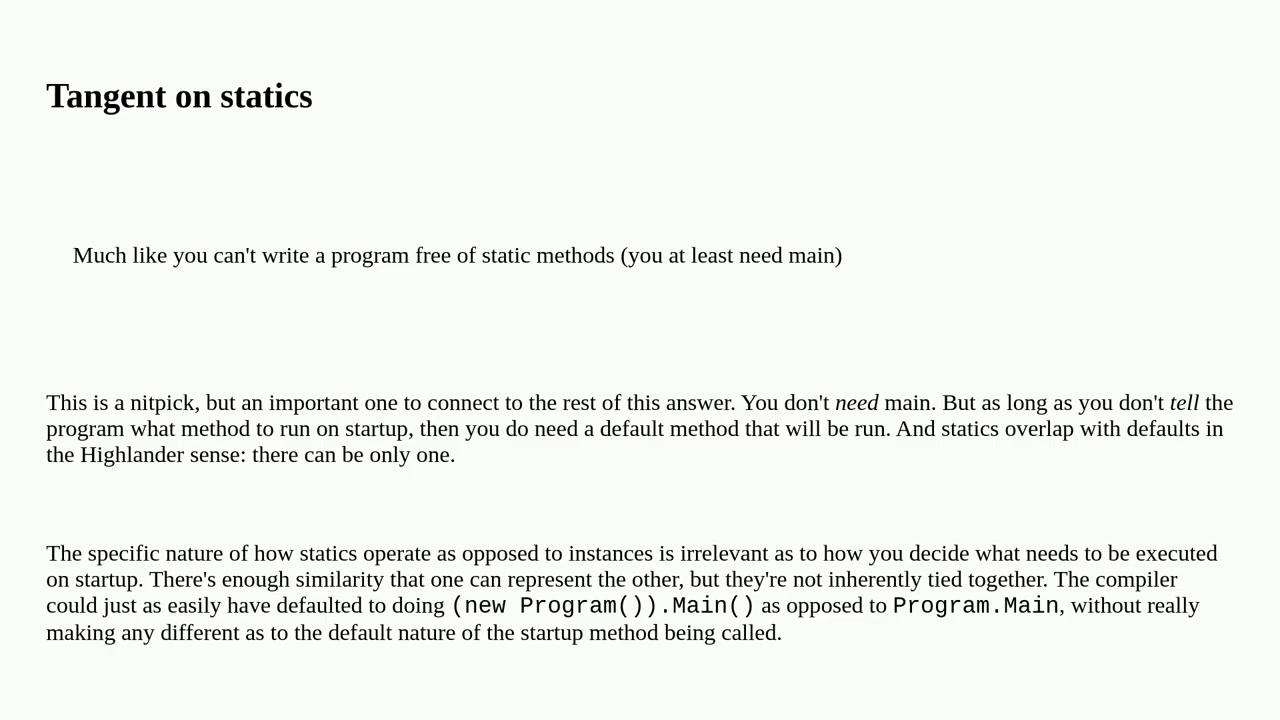 Tangent on statics
Much like you can't write a program free of static methods (you at least need main)
This is a nitpick, but an important one to connect to the rest of this answer. You don't need main. But as long as you don't tell the
program what method to run on startup, then you do need a default method that will be run. And statics overlap with defaults in
the Highlander sense: there can be only one.
The specific nature of how statics operate as opposed to instances is irrelevant as to how you decide what needs to be executed
on startup. There's enough similarity that one can represent the other, but they're not inherently tied together. The compiler
could just as easily have defaulted to doing (new Program()).Main() as opposed to Program.Main, without really
making any different as to the default nature of the startup method being called.